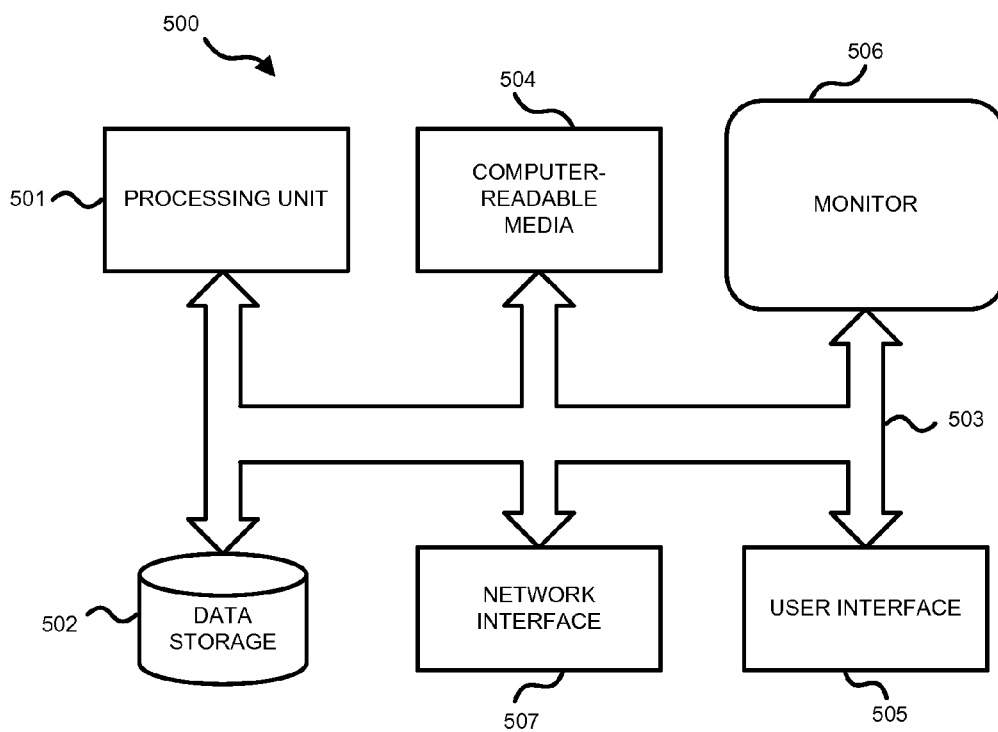 500
504
506
501
PROCESSING UNIT
COMPUTER-
READABLE
MEDIA
MONITOR
503
502
DATA
STORAGE
NETWORK
INTERFACE
USER INTERFACE
507
505